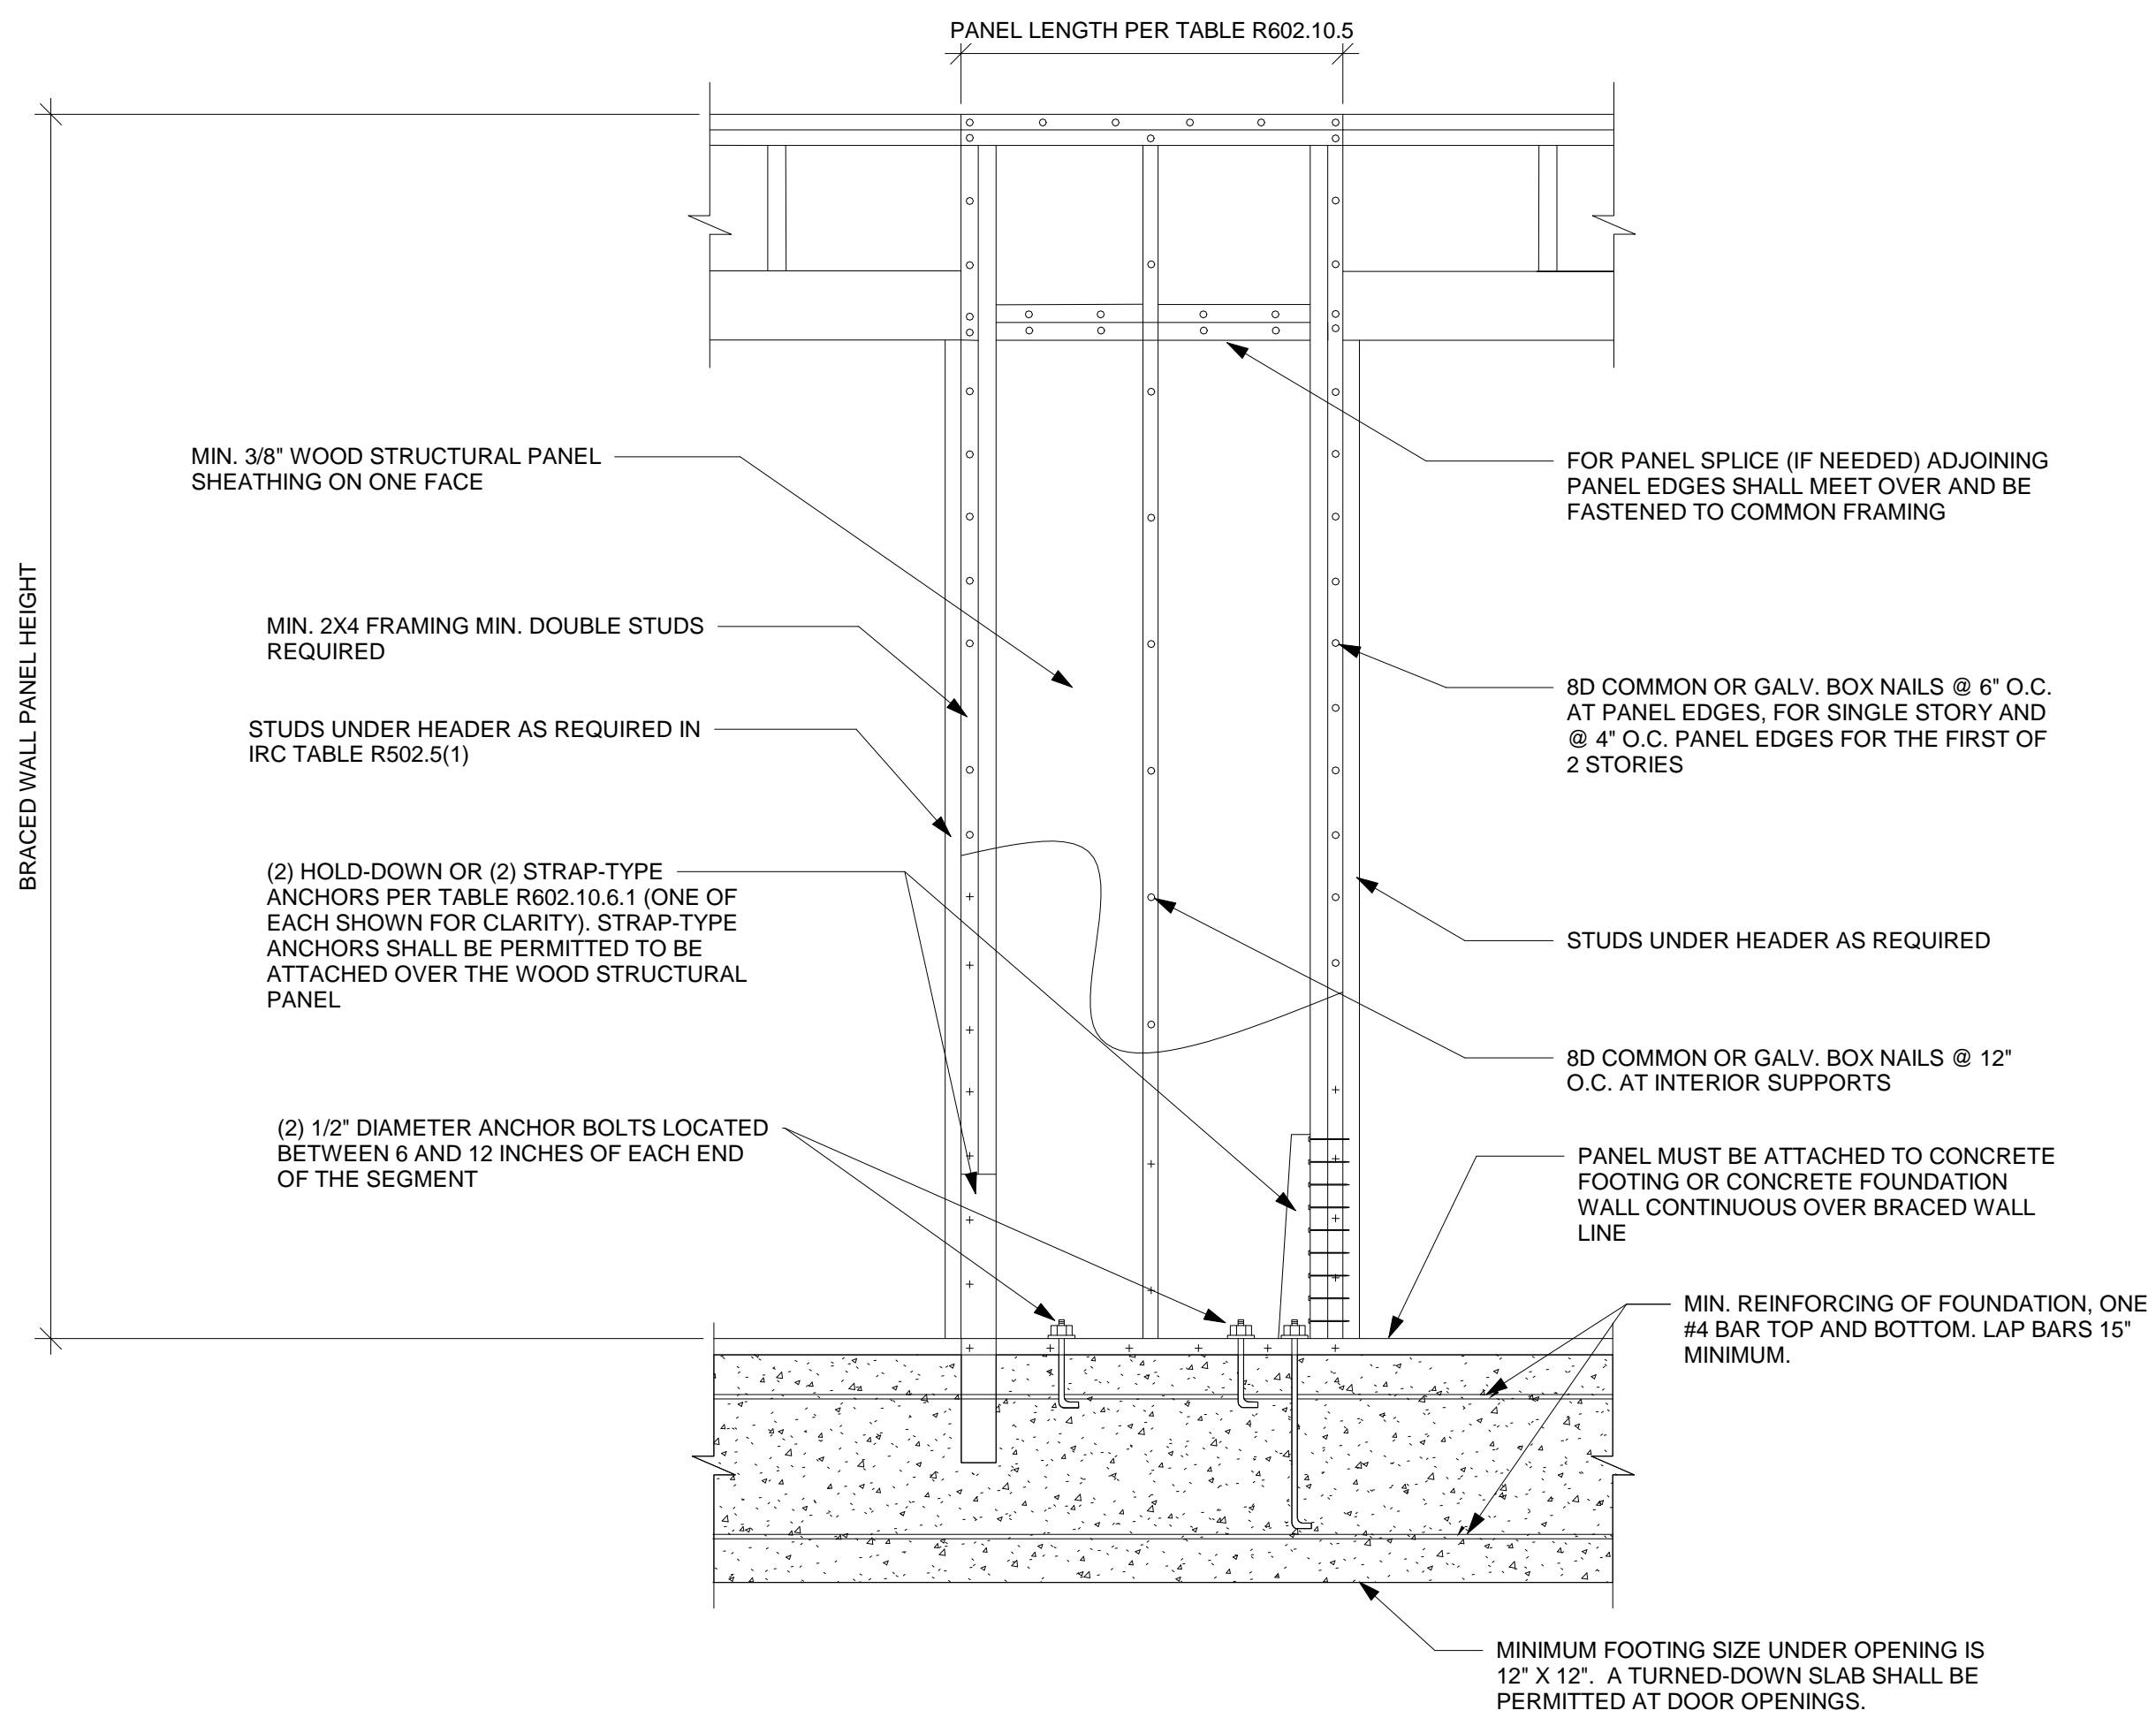 PANEL LENGTH PER TABLE R602.10.5
BRACED WALL PANEL HEIGHT
MIN. 3/8" WOOD STRUCTURAL PANEL
SHEATHING ON ONE FACE
MIN. 2X4 FRAMING MIN. DOUBLE STUDS
REQUIRED
STUDS UNDER HEADER AS REQUIRED IN
IRC TABLE R502.5(1)
(2) HOLD-DOWN OR (2) STRAP-TYPE
ANCHORS PER TABLE R602.10.6.1 (ONE OF
EACH SHOWN FOR CLARITY). STRAP-TYPE
ANCHORS SHALL BE PERMITTED TO BE
ATTACHED OVER THE WOOD STRUCTURAL
PANEL
(2) 1/2" DIAMETER ANCHOR BOLTS LOCATED
BETWEEN 6 AND 12 INCHES OF EACH END
OF THE SEGMENT
FOR PANEL SPLICE (IF NEEDED) ADJOINING
PANEL EDGES SHALL MEET OVER AND BE
FASTENED TO COMMON FRAMING
8D COMMON OR GALV. BOX NAILS @ 6" O.C.
AT PANEL EDGES, FOR SINGLE STORY AND
@ 4" O.C. PANEL EDGES FOR THE FIRST OF
2 STORIES
STUDS UNDER HEADER AS REQUIRED
8D COMMON OR GALV. BOX NAILS @ 12"
O.C. AT INTERIOR SUPPORTS
PANEL MUST BE ATTACHED TO CONCRETE
FOOTING OR CONCRETE FOUNDATION
WALL CONTINUOUS OVER BRACED WALL
LINE
MIN. REINFORCING OF FOUNDATION, ONE
#4 BAR TOP AND BOTTOM. LAP BARS 15"
MINIMUM.
MINIMUM FOOTING SIZE UNDER OPENING IS
12" X 12".  A TURNED-DOWN SLAB SHALL BE
PERMITTED AT DOOR OPENINGS.